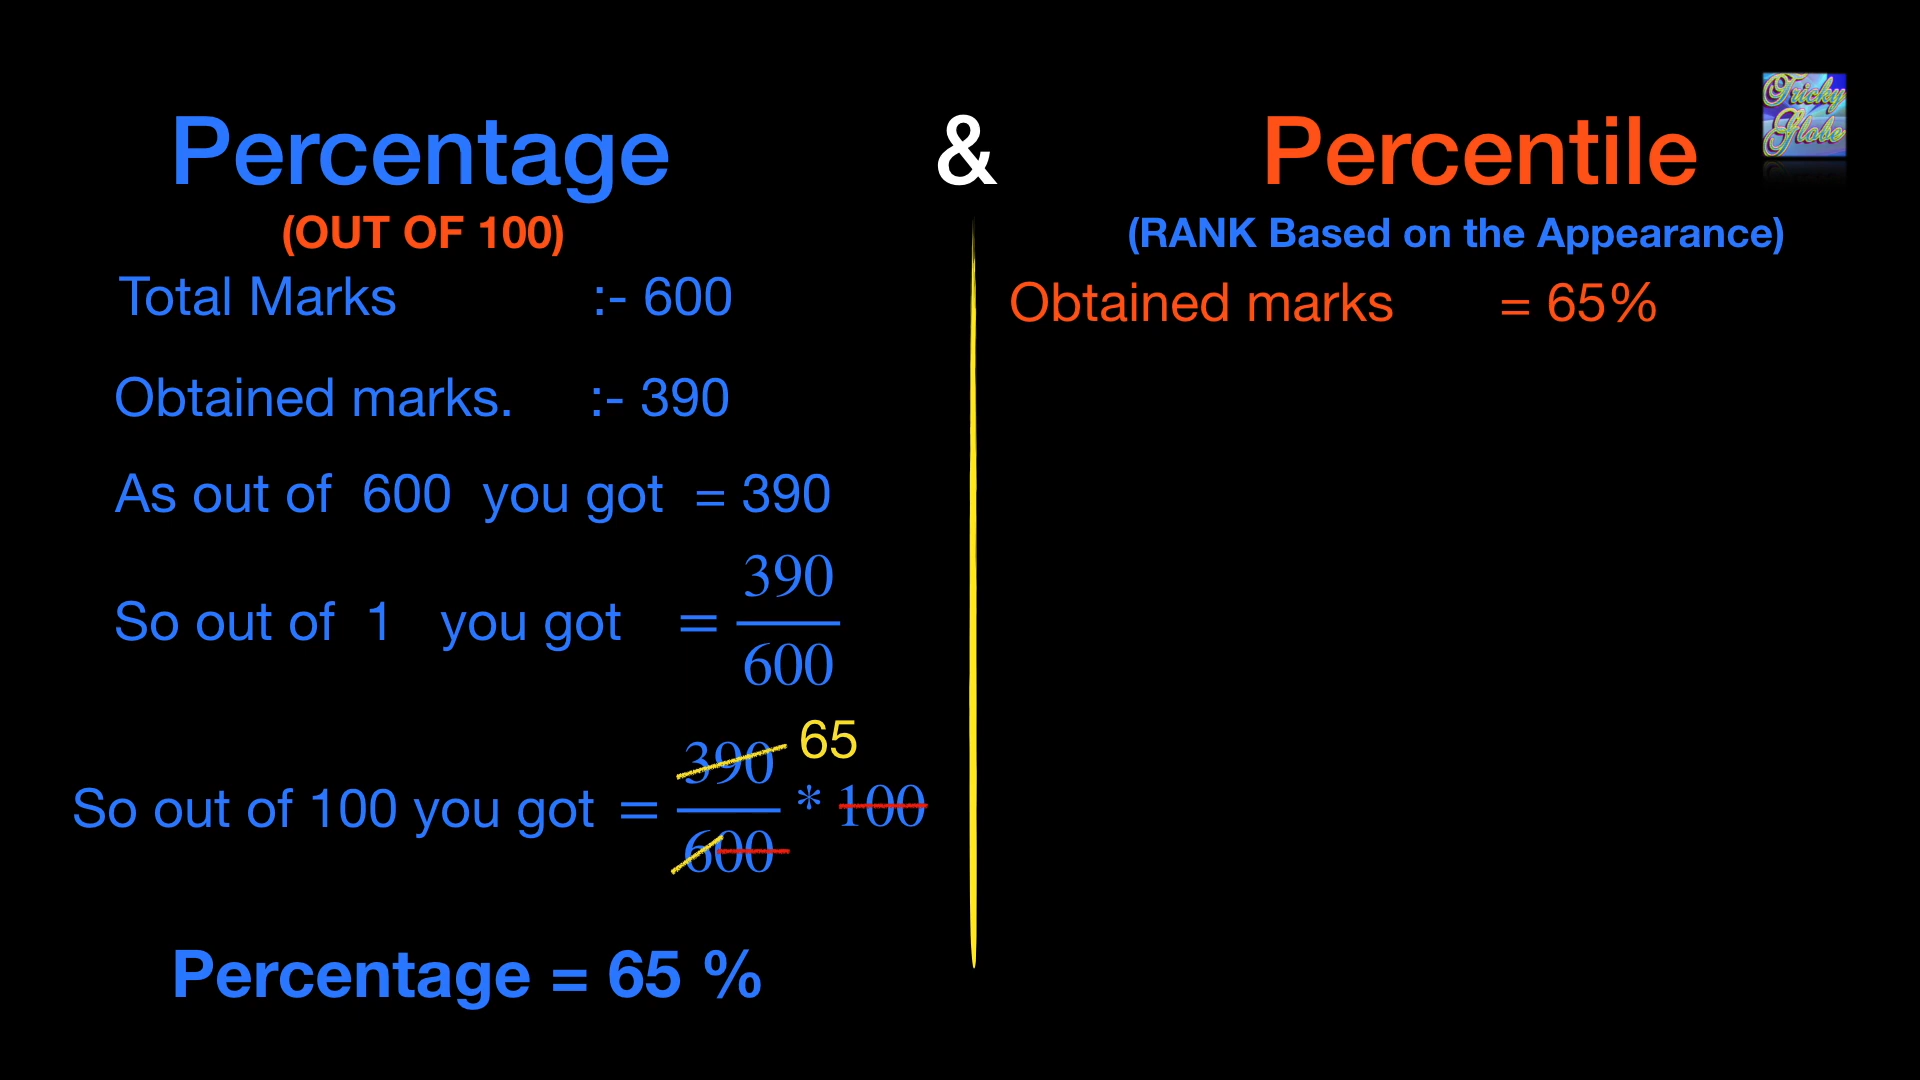 Percentage & Percentile
Tricky
Globe
(OUT OF 100)
(RANK Based on the Appearance)
Total Marks :- 600
Obtained marks = 65%
Obtained marks. :- 390
As out of 600 you got = 390
So out of 1 you got = 390/600
65
So out of 100 you got = 390/600 * 100
Percentage = 65 %